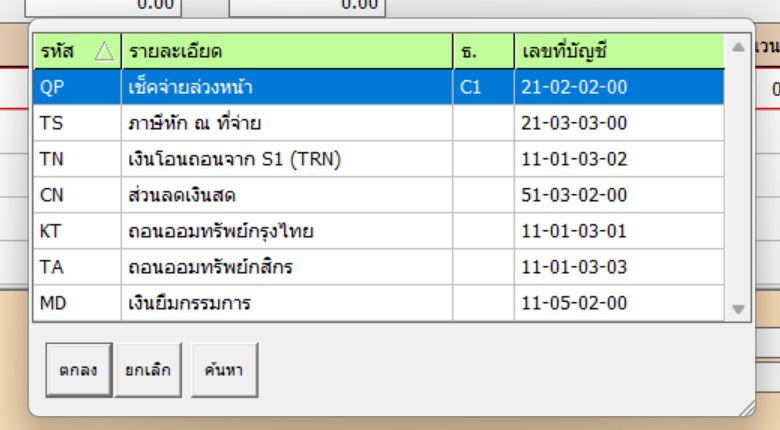 0.00 0.00
รหัส รายละเอียด ธ. เลขที่บัญชี
QP เช็คจ่ายล่วงหน้า C1 21-02-02-00
TS ภาษีหัก ณ ที่จ่าย 21-03-03-00
TN เงินโอนถอนจาก S1 (TRN) 11-01-03-02
CN ส่วนลดเงินสด 51-03-02-00
KT ถอนออมทรัพย์กรุงไทย 11-01-03-01
TA ถอนออมทรัพย์กสิกร 11-01-03-03
MD เงินยืมกรรมการ 11-05-02-00
ตกลง ยกเลิก ค้นหา